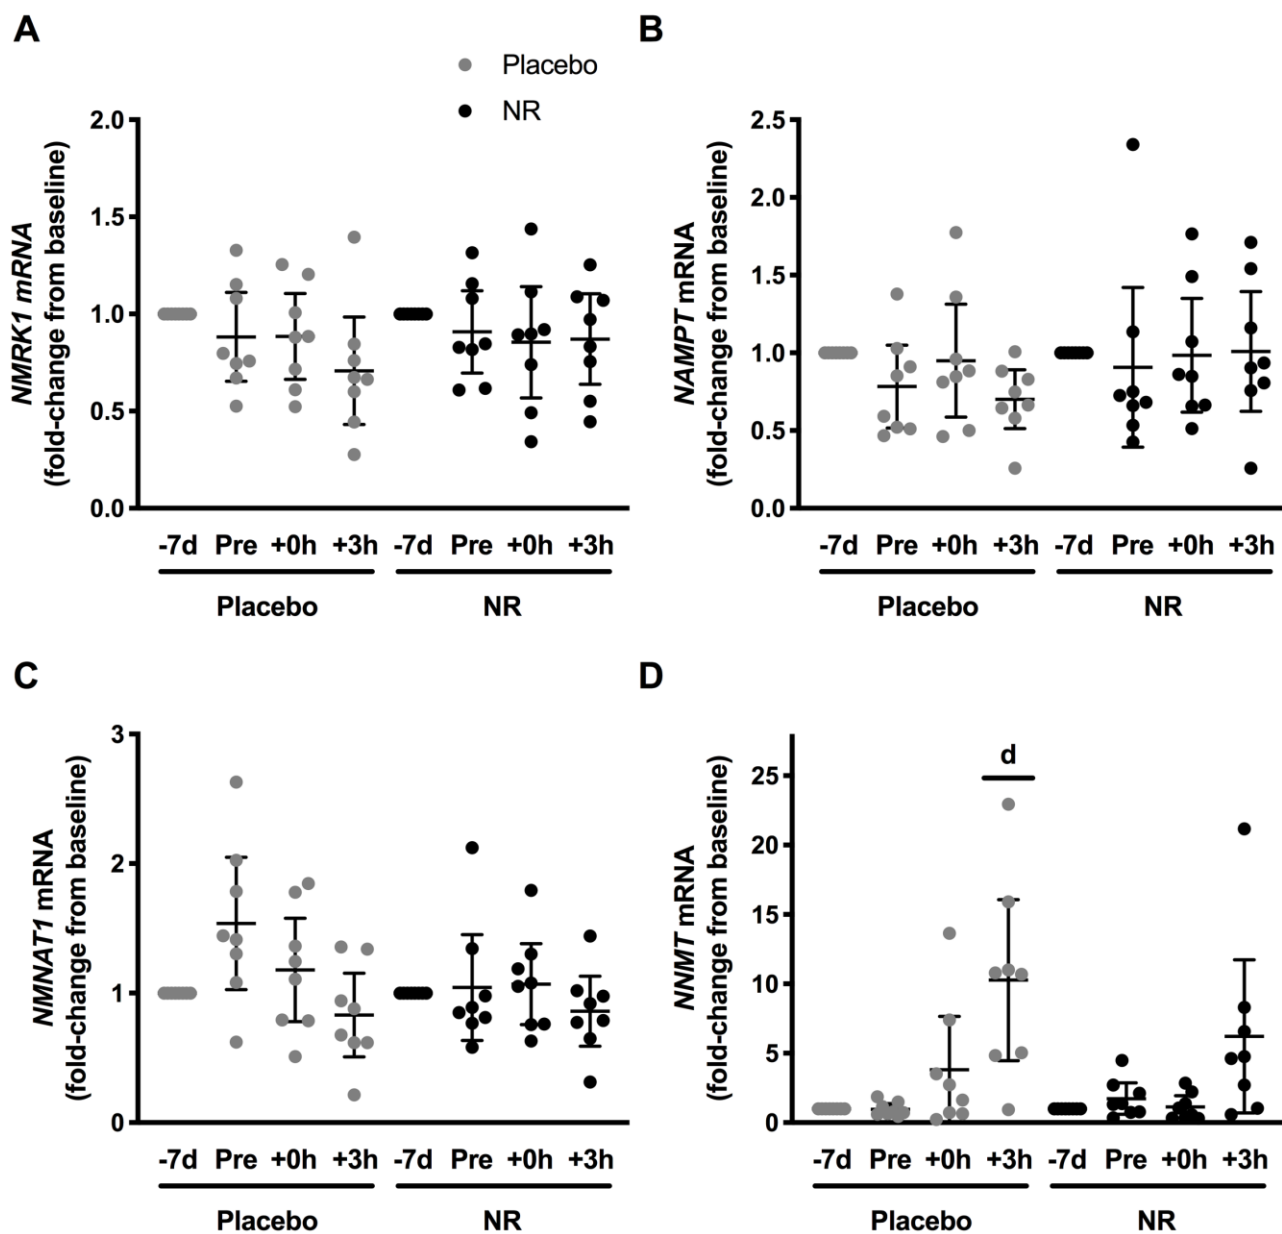 A
Placebo
NR
NMRK1 mRNA
(fold-change from baseline)
2.0
1.5
1.0
0.5
0.0
-7d Pre +0h +3h -7d Pre +0h +3h
Placebo NR
B
NAMPT mRNA
(fold-change from baseline)
2.5
2.0
1.5
1.0
0.5
0.0
-7d Pre +0h +3h -7d Pre +0h +3h
Placebo NR
C
NMNAT1 mRNA
(fold-change from baseline)
3
2
1
0
-7d Pre +0h +3h -7d Pre +0h +3h
Placebo NR
D
NNMT mRNA
(fold-change from baseline)
d
25
20
15
10
5
0
-7d Pre +0h +3h -7d Pre +0h +3h
Placebo NR